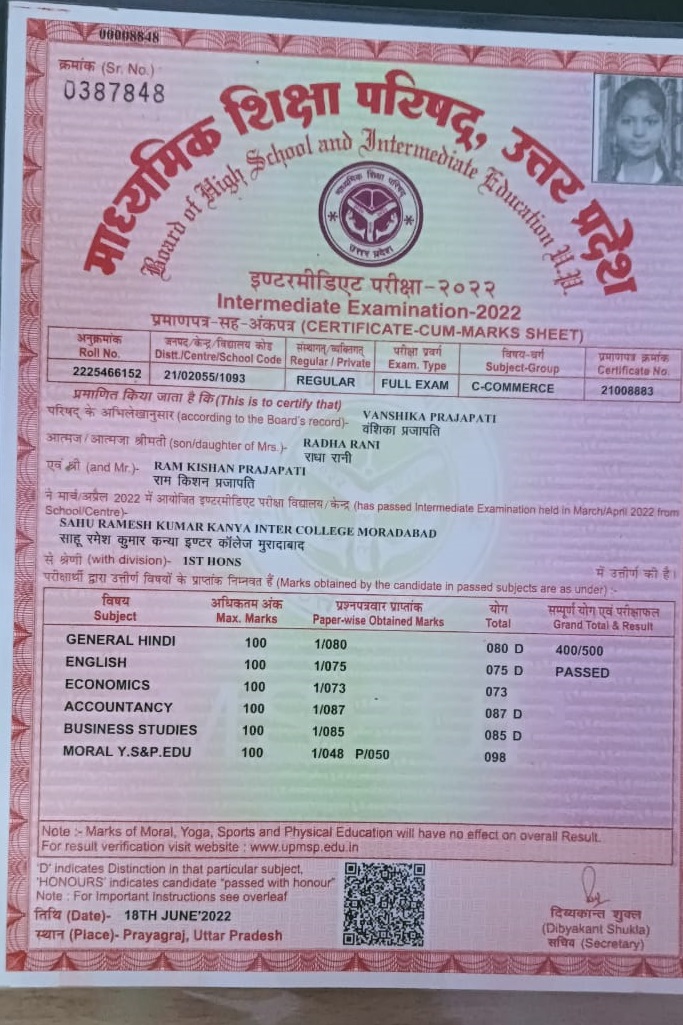 00008848
क्रमांक (Sr. No.)
0387848
माध्यमिक शिक्षा परिषद्, उत्तर प्रदेश
Board of High School and Intermediate Education U.P.
माध्यमिक शिक्षा परिषद्
उत्तर प्रदेश
इण्टरमीडिएट परीक्षा-२०२२
Intermediate Examination-2022
प्रमाणपत्र-सह-अंकपत्र (CERTIFICATE-CUM-MARKS SHEET)
अनुक्रमांक जनपद/केन्द्र/विद्यालय कोड संस्थागत/व्यक्तिगत परीक्षा प्रवर्ग विषय-वर्ग प्रमाणपत्र क्रमांक
Roll No. Distt./Centre/School Code Regular / Private Exam. Type Subject-Group Certificate No.
2225466152 21/02055/1093 REGULAR FULL EXAM C-COMMERCE 21008883
प्रमाणित किया जाता है कि (This is to certify that)
परिषद् के अभिलेखानुसार (according to the Board's record)- VANSHIKA PRAJAPATI
वंशिका प्रजापति
आत्मज/आत्मजा श्रीमती (son/daughter of Mrs.)- RADHA RANI
राधा रानी
एवं श्री (and Mr.)- RAM KISHAN PRAJAPATI
राम किशन प्रजापति
ने मार्च/अप्रैल 2022 में आयोजित इण्टरमीडिएट परीक्षा विद्यालय/केन्द्र (has passed Intermediate Examination held in March/April 2022 from
School/Centre)-
SAHU RAMESH KUMAR KANYA INTER COLLEGE MORADABAD
साहू रमेश कुमार कन्या इण्टर कॉलेज मुरादाबाद
से श्रेणी (with division)- 1ST HONS में उत्तीर्ण की है।
परीक्षार्थी द्वारा उत्तीर्ण विषयों के प्राप्तांक निम्नवत हैं (Marks obtained by the candidate in passed subjects are as under) :-
विषय अधिकतम अंक प्रश्नपत्रवार प्राप्तांक योग सम्पूर्ण योग एवं परीक्षाफल
Subject Max. Marks Paper-wise Obtained Marks Total Grand Total & Result
GENERAL HINDI 100 1/080 080 D 400/500
ENGLISH 100 1/075 075 D PASSED
ECONOMICS 100 1/073 073
ACCOUNTANCY 100 1/087 087 D
BUSINESS STUDIES 100 1/085 085 D
MORAL Y.S&P.EDU 100 1/048 P/050 098
Note :- Marks of Moral, Yoga, Sports and Physical Education will have no effect on overall Result.
For result verification visit website : www.upmsp.edu.in
'D' indicates Distinction in that particular subject,
'HONOURS' indicates candidate "passed with honour"
Note : For Important Instructions see overleaf
तिथि (Date)- 18TH JUNE'2022
स्थान (Place)- Prayagraj, Uttar Pradesh
दिव्यकान्त शुक्ल
(Dibyakant Shukla)
सचिव (Secretary)